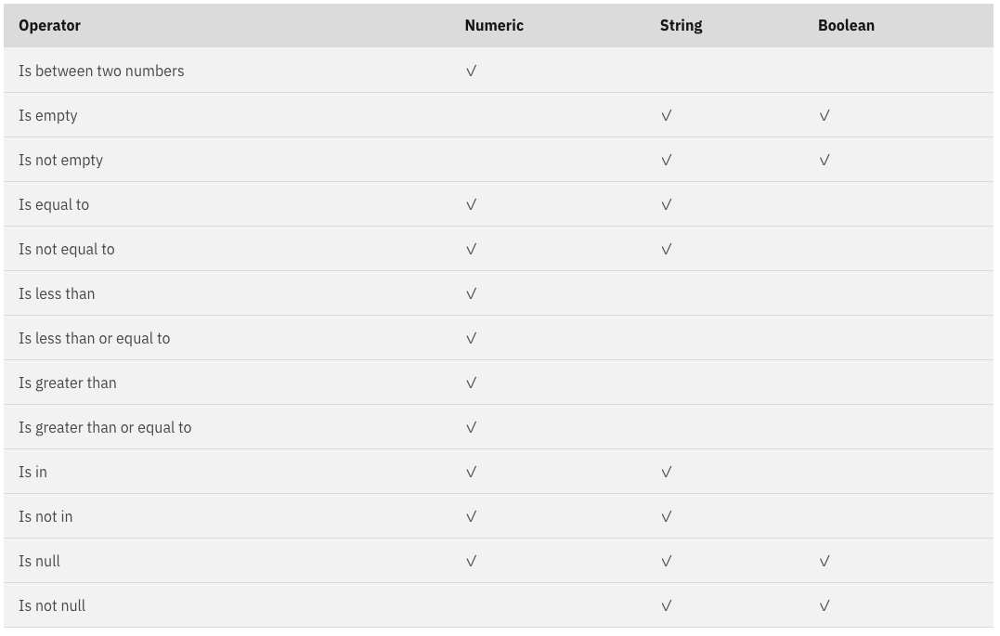 Operator Numeric String Boolean
Is between two numbers ✓
Is empty ✓ ✓
Is not empty ✓ ✓
Is equal to ✓ ✓
Is not equal to ✓ ✓
Is less than ✓
Is less than or equal to ✓
Is greater than ✓
Is greater than or equal to ✓
Is in ✓ ✓
Is not in ✓ ✓
Is null ✓ ✓ ✓
Is not null ✓ ✓